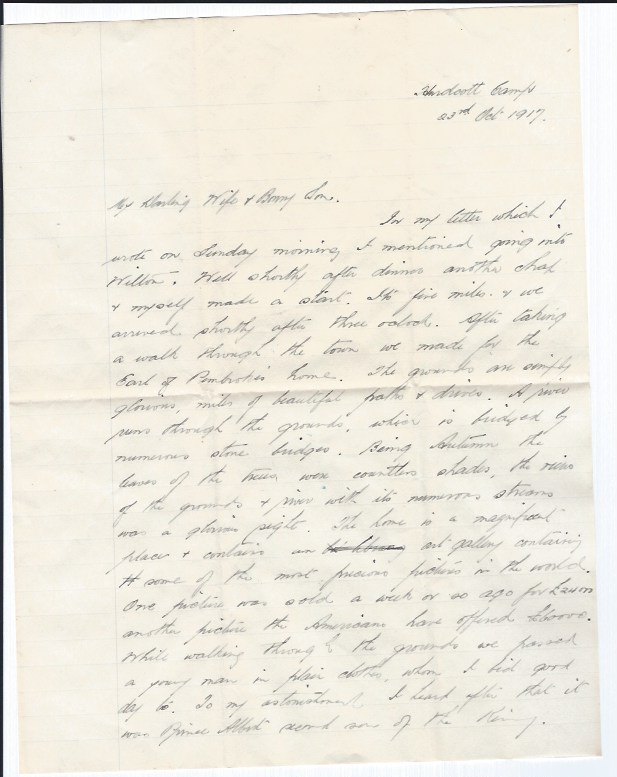 Hurdcott Camp
23rd Oct 1917.
My Darling Wife & Bonny Son.
In my letter which I
wrote on Sunday morning I mentioned going into
Wilton. Well shortly after dinner another chap
& myself made a start. Its five miles. & we
arrived shortly after three oclock. After taking
a walk through the town we made for the
Earl of Pembroke's home. The grounds are simply
glorious, miles of beautiful paths & drives. A river
runs through the grounds, which is bridged by
numerous stone bridges. Being Autumn the
leaves of the trees were countless shades, the views
of the grounds & river with its numerous streams
was a glorious sight. The home is a magnificent
place & contains an art gallery containing
some of the most precious pictures in the world.
One picture was sold a week or so ago for
another picture the Americans have offered
While walking through the grounds we passed
a young man in plain clothes, whom I bid good
day to. To my astonishment I heard after that it
was Prince Albert second son of the King.